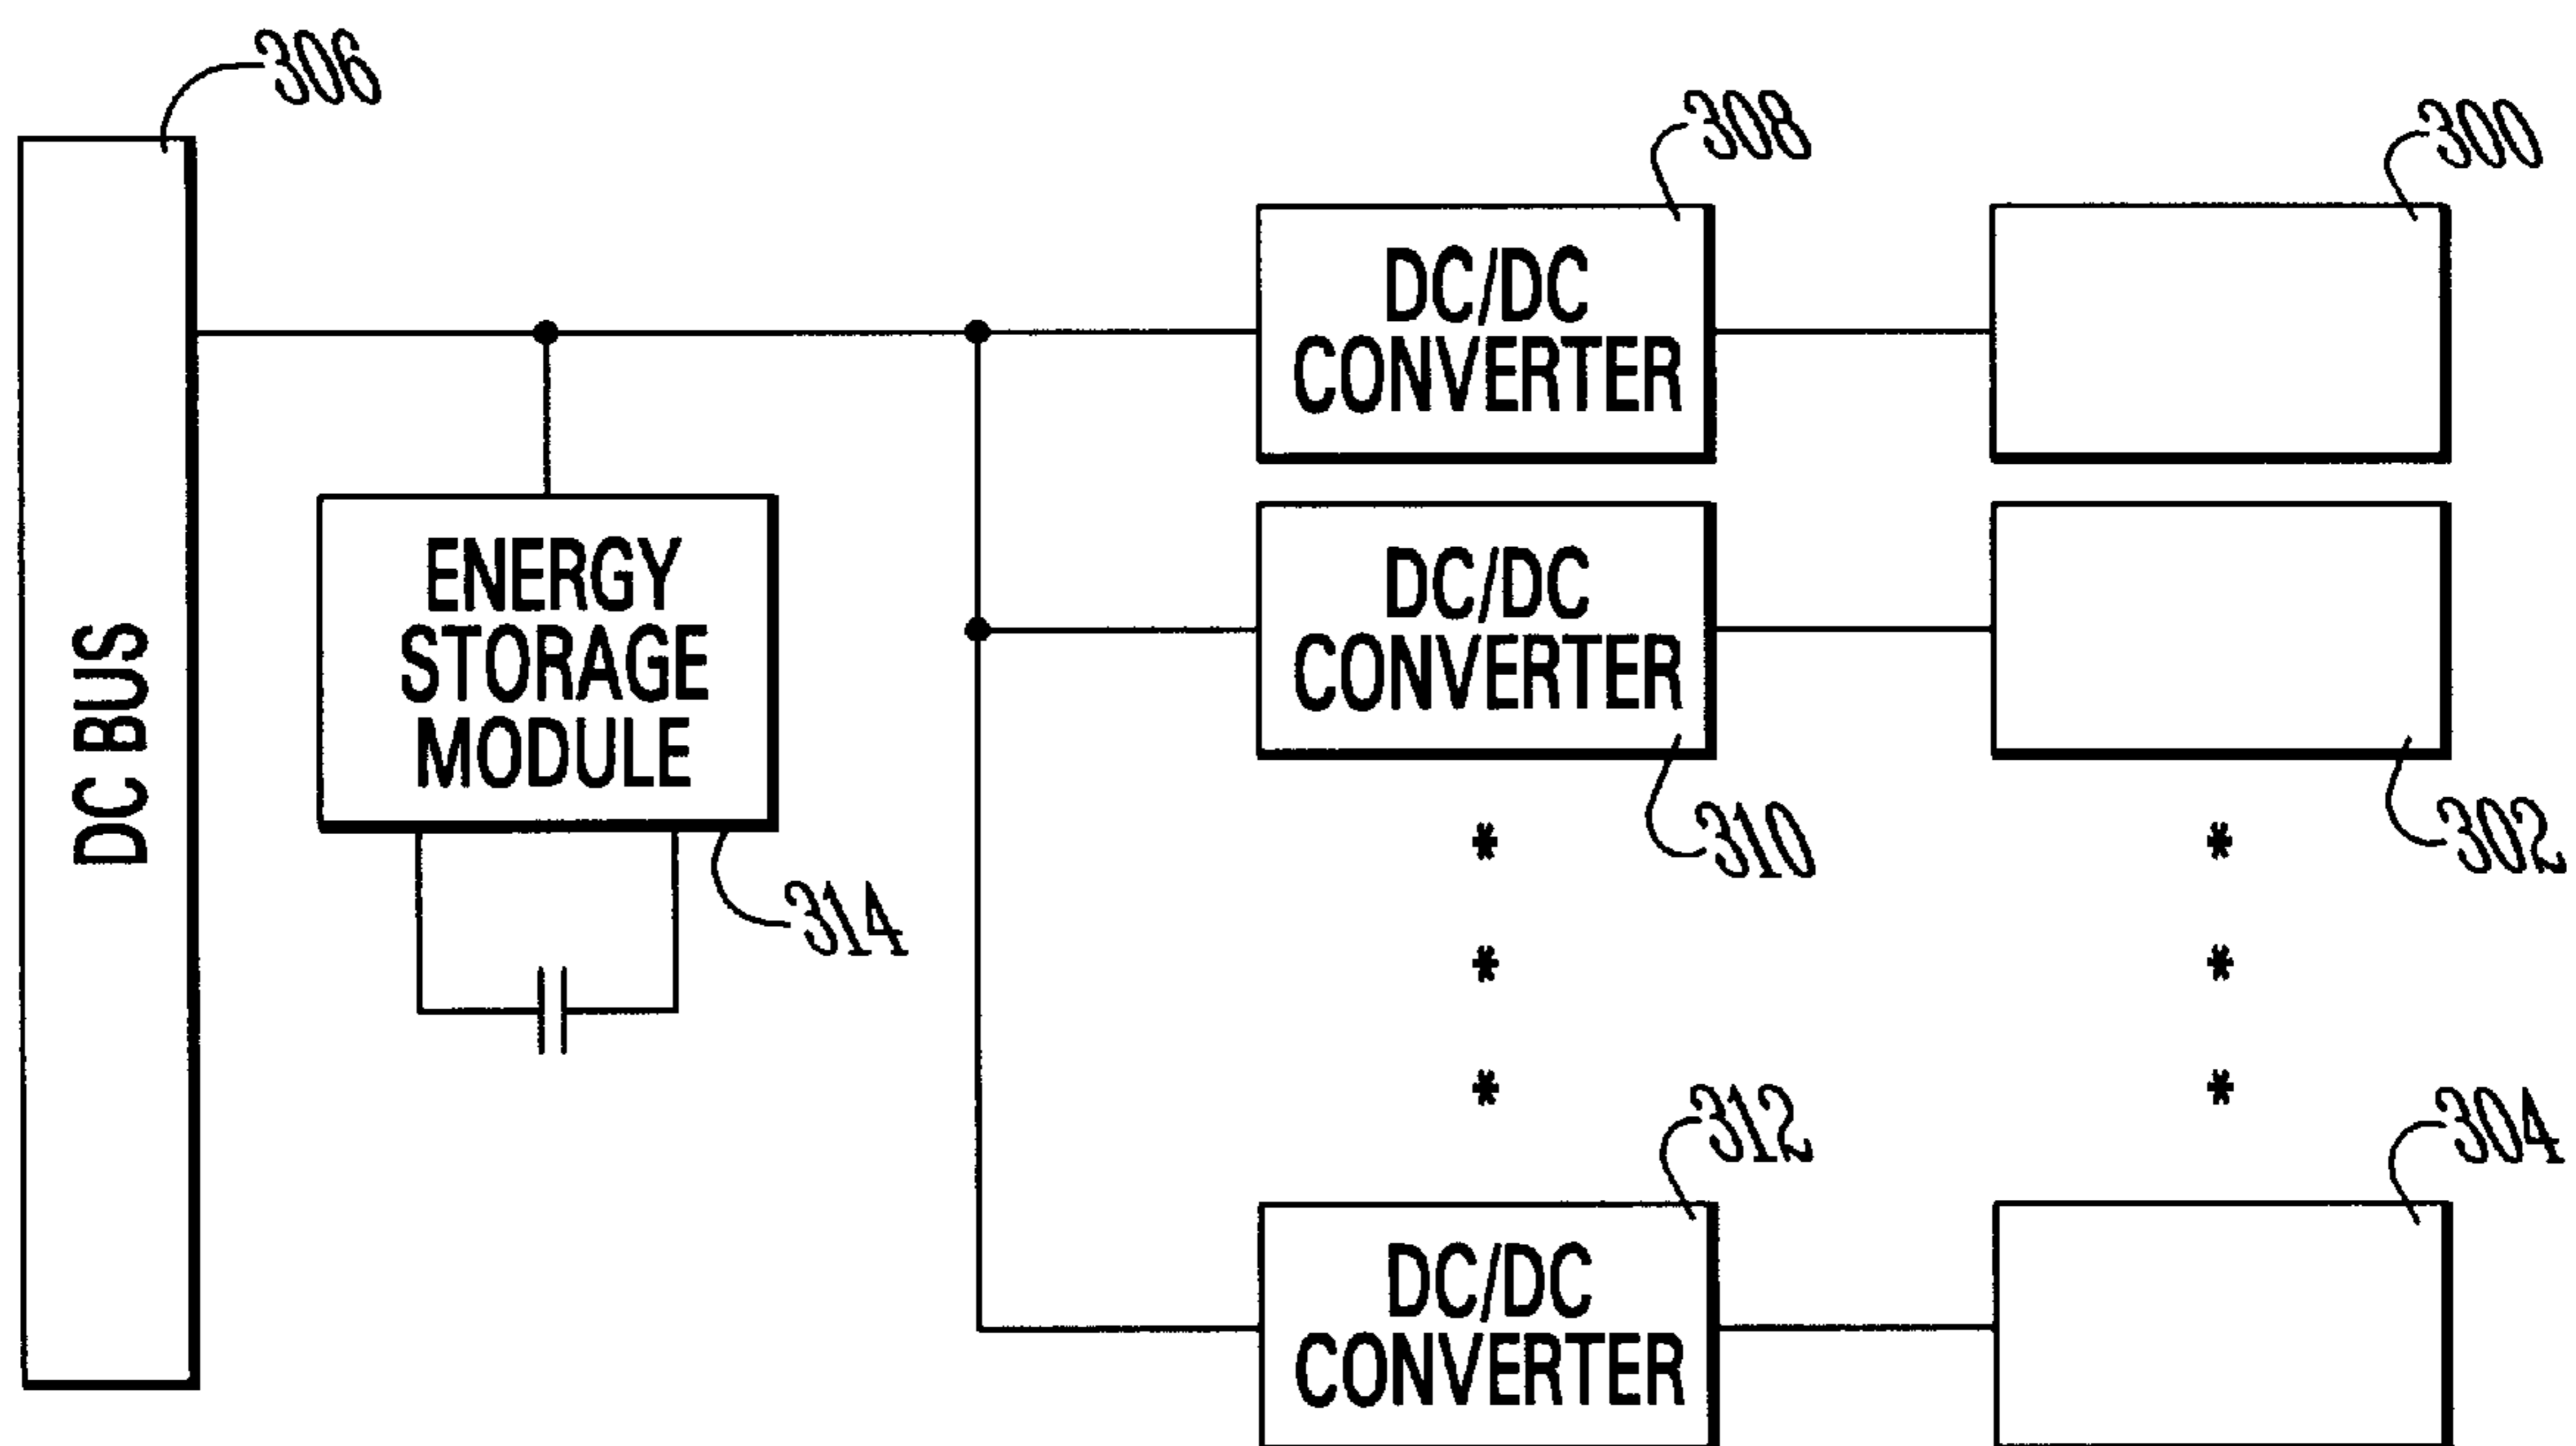 306
308
300
DC/DC
CONVERTER
ENERGY
STORAGE
MODULE
DC BUS
DC/DC
CONVERTER
310
302
314
*
*
*
*
*
*
312
304
DC/DC
CONVERTER